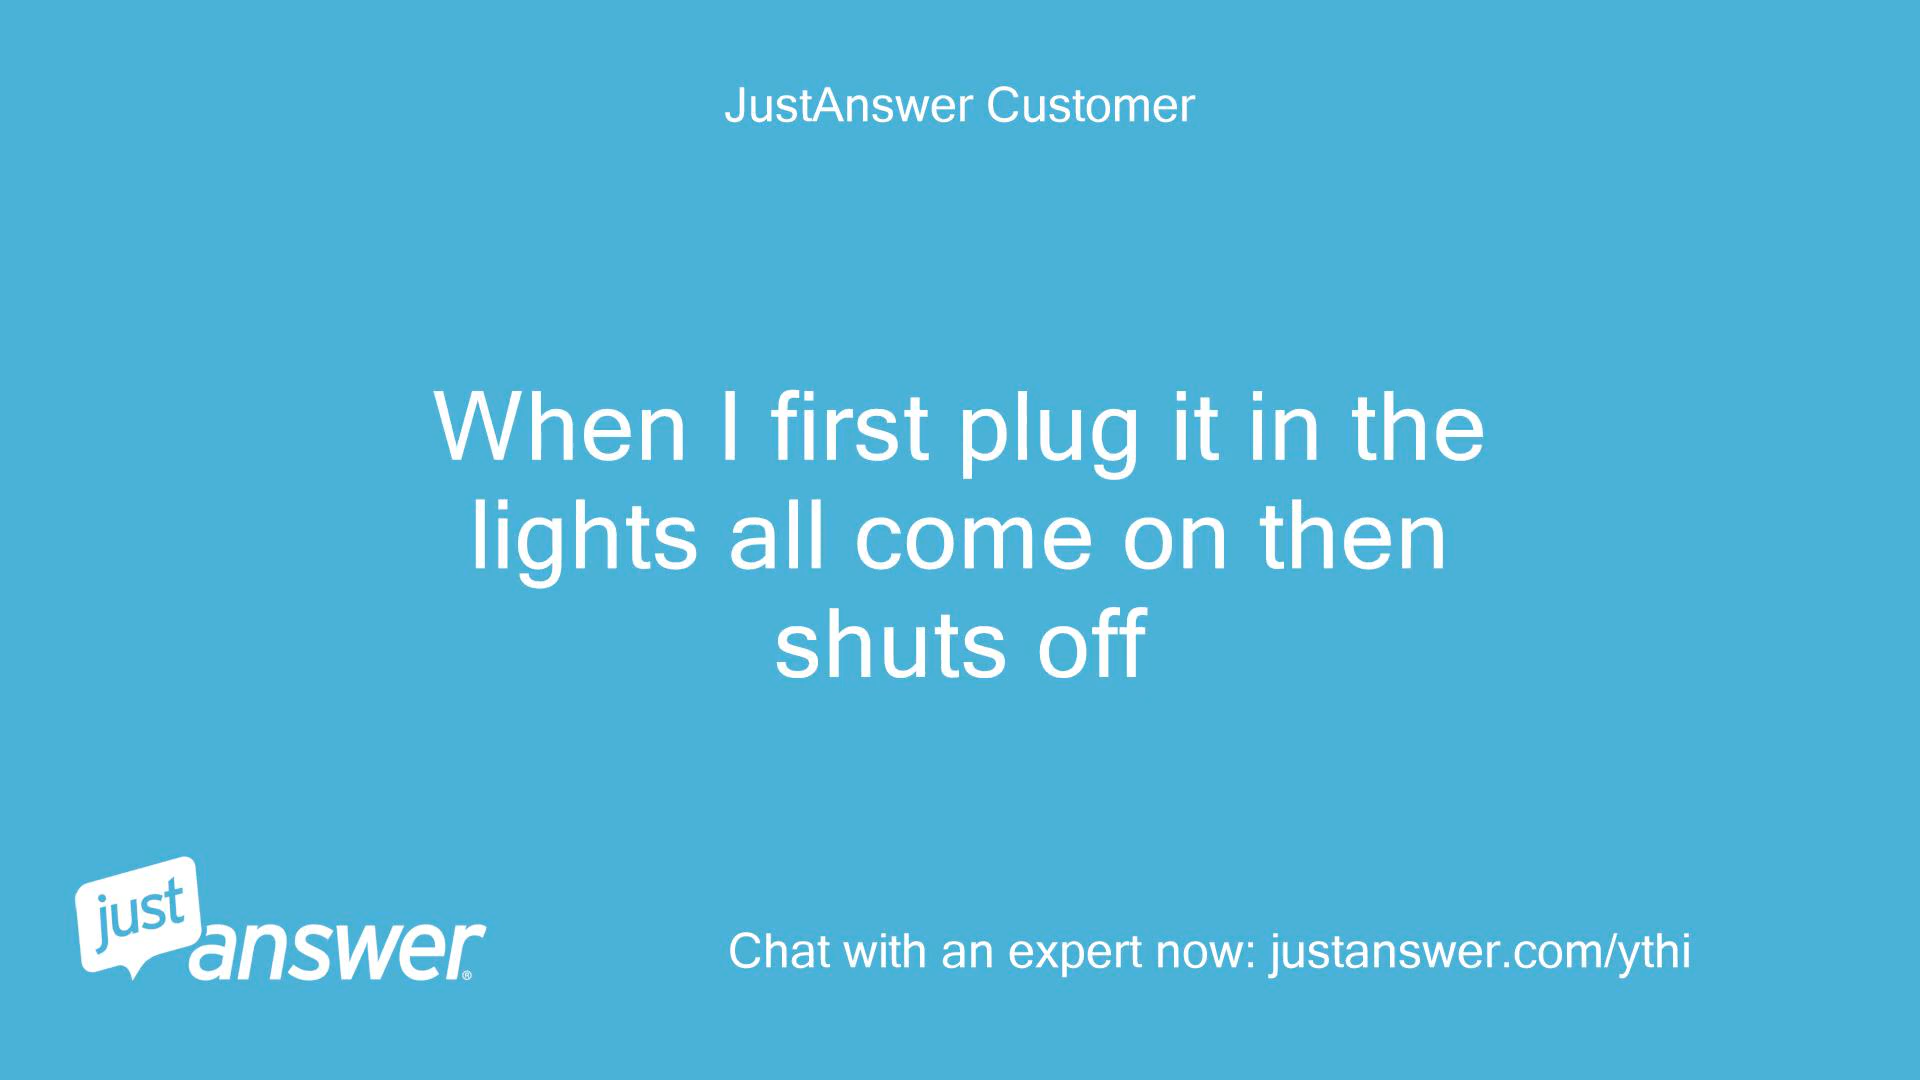 JustAnswer Customer
When I first plug it in the
lights all come on then
shuts off
just
answer®
Chat with an expert now: justanswer.com/ythi